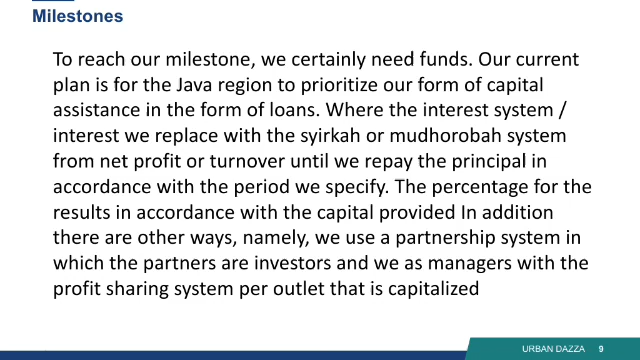 Milestones
To reach our milestone, we certainly need funds. Our current
plan is for the Java region to prioritize our form of capital
assistance in the form of loans. Where the interest system /
interest we replace with the syirkah or mudhorobah system
from net profit or turnover until we repay the principal in
accordance with the period we specify. The percentage for the
results in accordance with the capital provided In addition
there are other ways, namely, we use a partnership system in
which the partners are investors and we as managers with the
profit sharing system per outlet that is capitalized
URBAN DAZZA 9